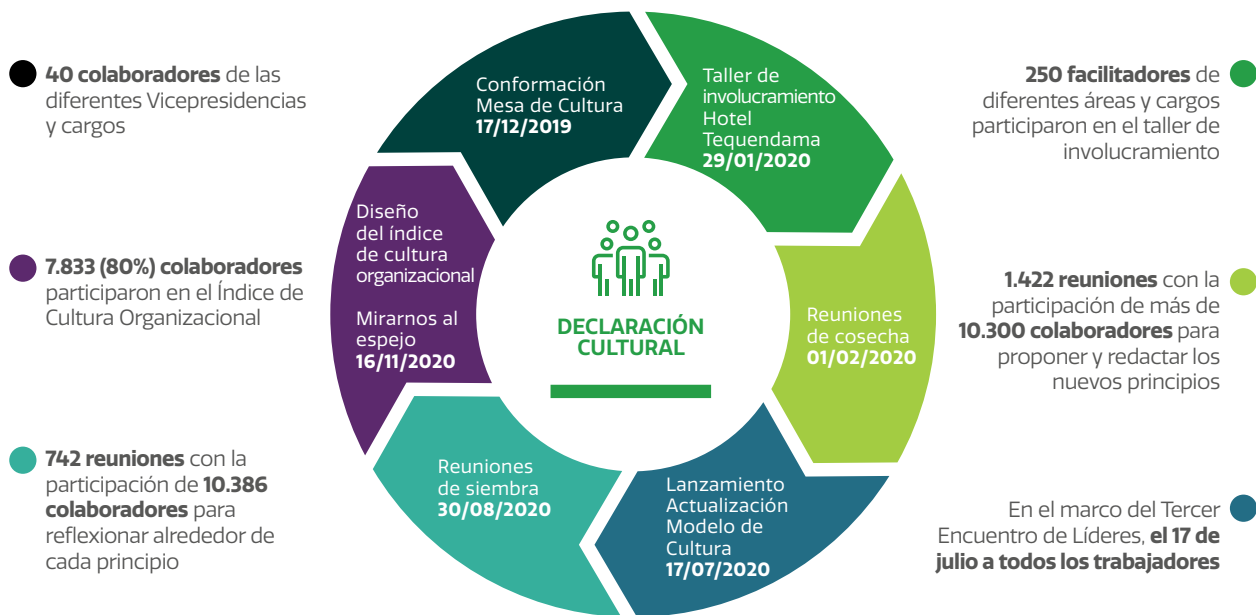 40 colaboradores de las
diferentes Vicepresidencias
y cargos
7.833 (80%) colaboradores
participaron en el Índice de
Cultura Organizacional
742 reuniones con la
participación de 10.386
colaboradores para
reflexionar alrededor de
cada principio
Conformación
Mesa de Cultura
17/12/2019
Taller de
involucramiento
Hotel
Tequendama
29/01/2020
Reuniones
de cosecha
01/02/2020
Lanzamiento
Actualización
Modelo de
Cultura
17/07/2020
Reuniones
de siembra
30/08/2020
Diseño
del índice
de cultura
organizacional
Mirarnos al
espejo
16/11/2020
DECLARACIÓN
CULTURAL
250 facilitadores de
diferentes áreas y cargos
participaron en el taller de
involucramiento
1.422 reuniones con la
participación de más de
10.300 colaboradores para
proponer y redactar los
nuevos principios
En el marco del Tercer
Encuentro de Líderes, el 17 de
julio a todos los trabajadores